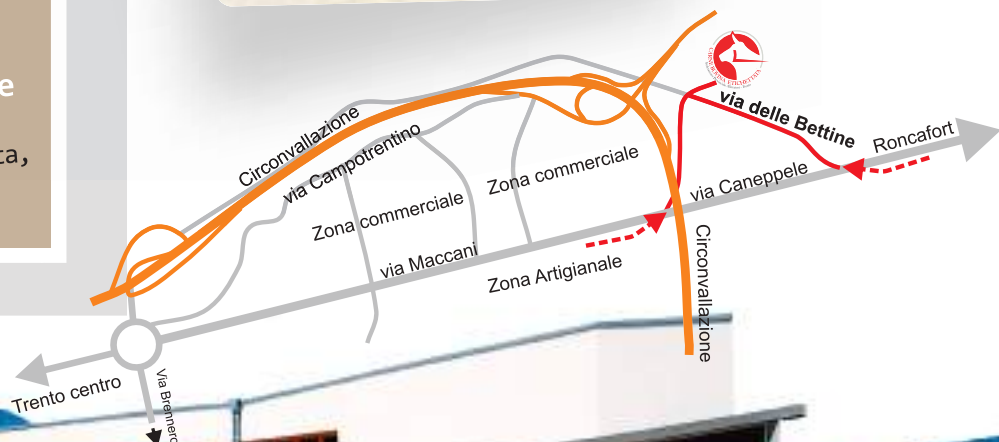 e
ta,
Circonvallazione
via Campotrentino
Zona commerciale
Zona commerciale
via delle Bettine
Roncafort
via Caneppele
via Maccani
Zona Artigianale
Circonvallazione
Trento centro
Via Brennero